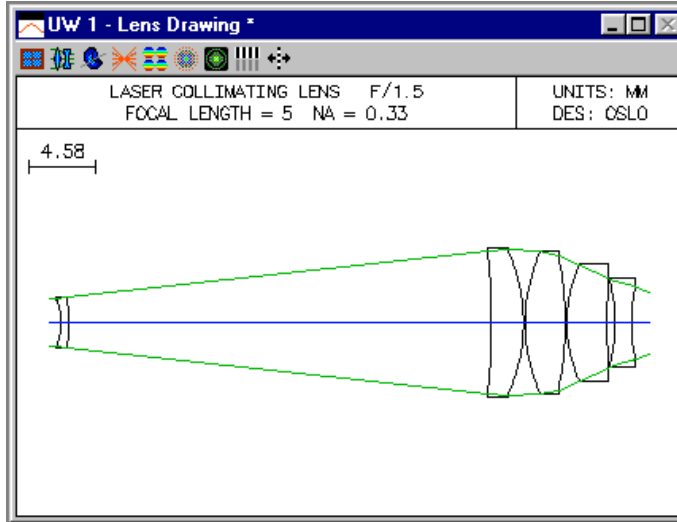 UW 1 - Lens Drawing *
LASER COLLIMATING LENS F/1.5
FOCAL LENGTH = 5 NA = 0.33
UNITS: MM
DES: OSLO
4.58